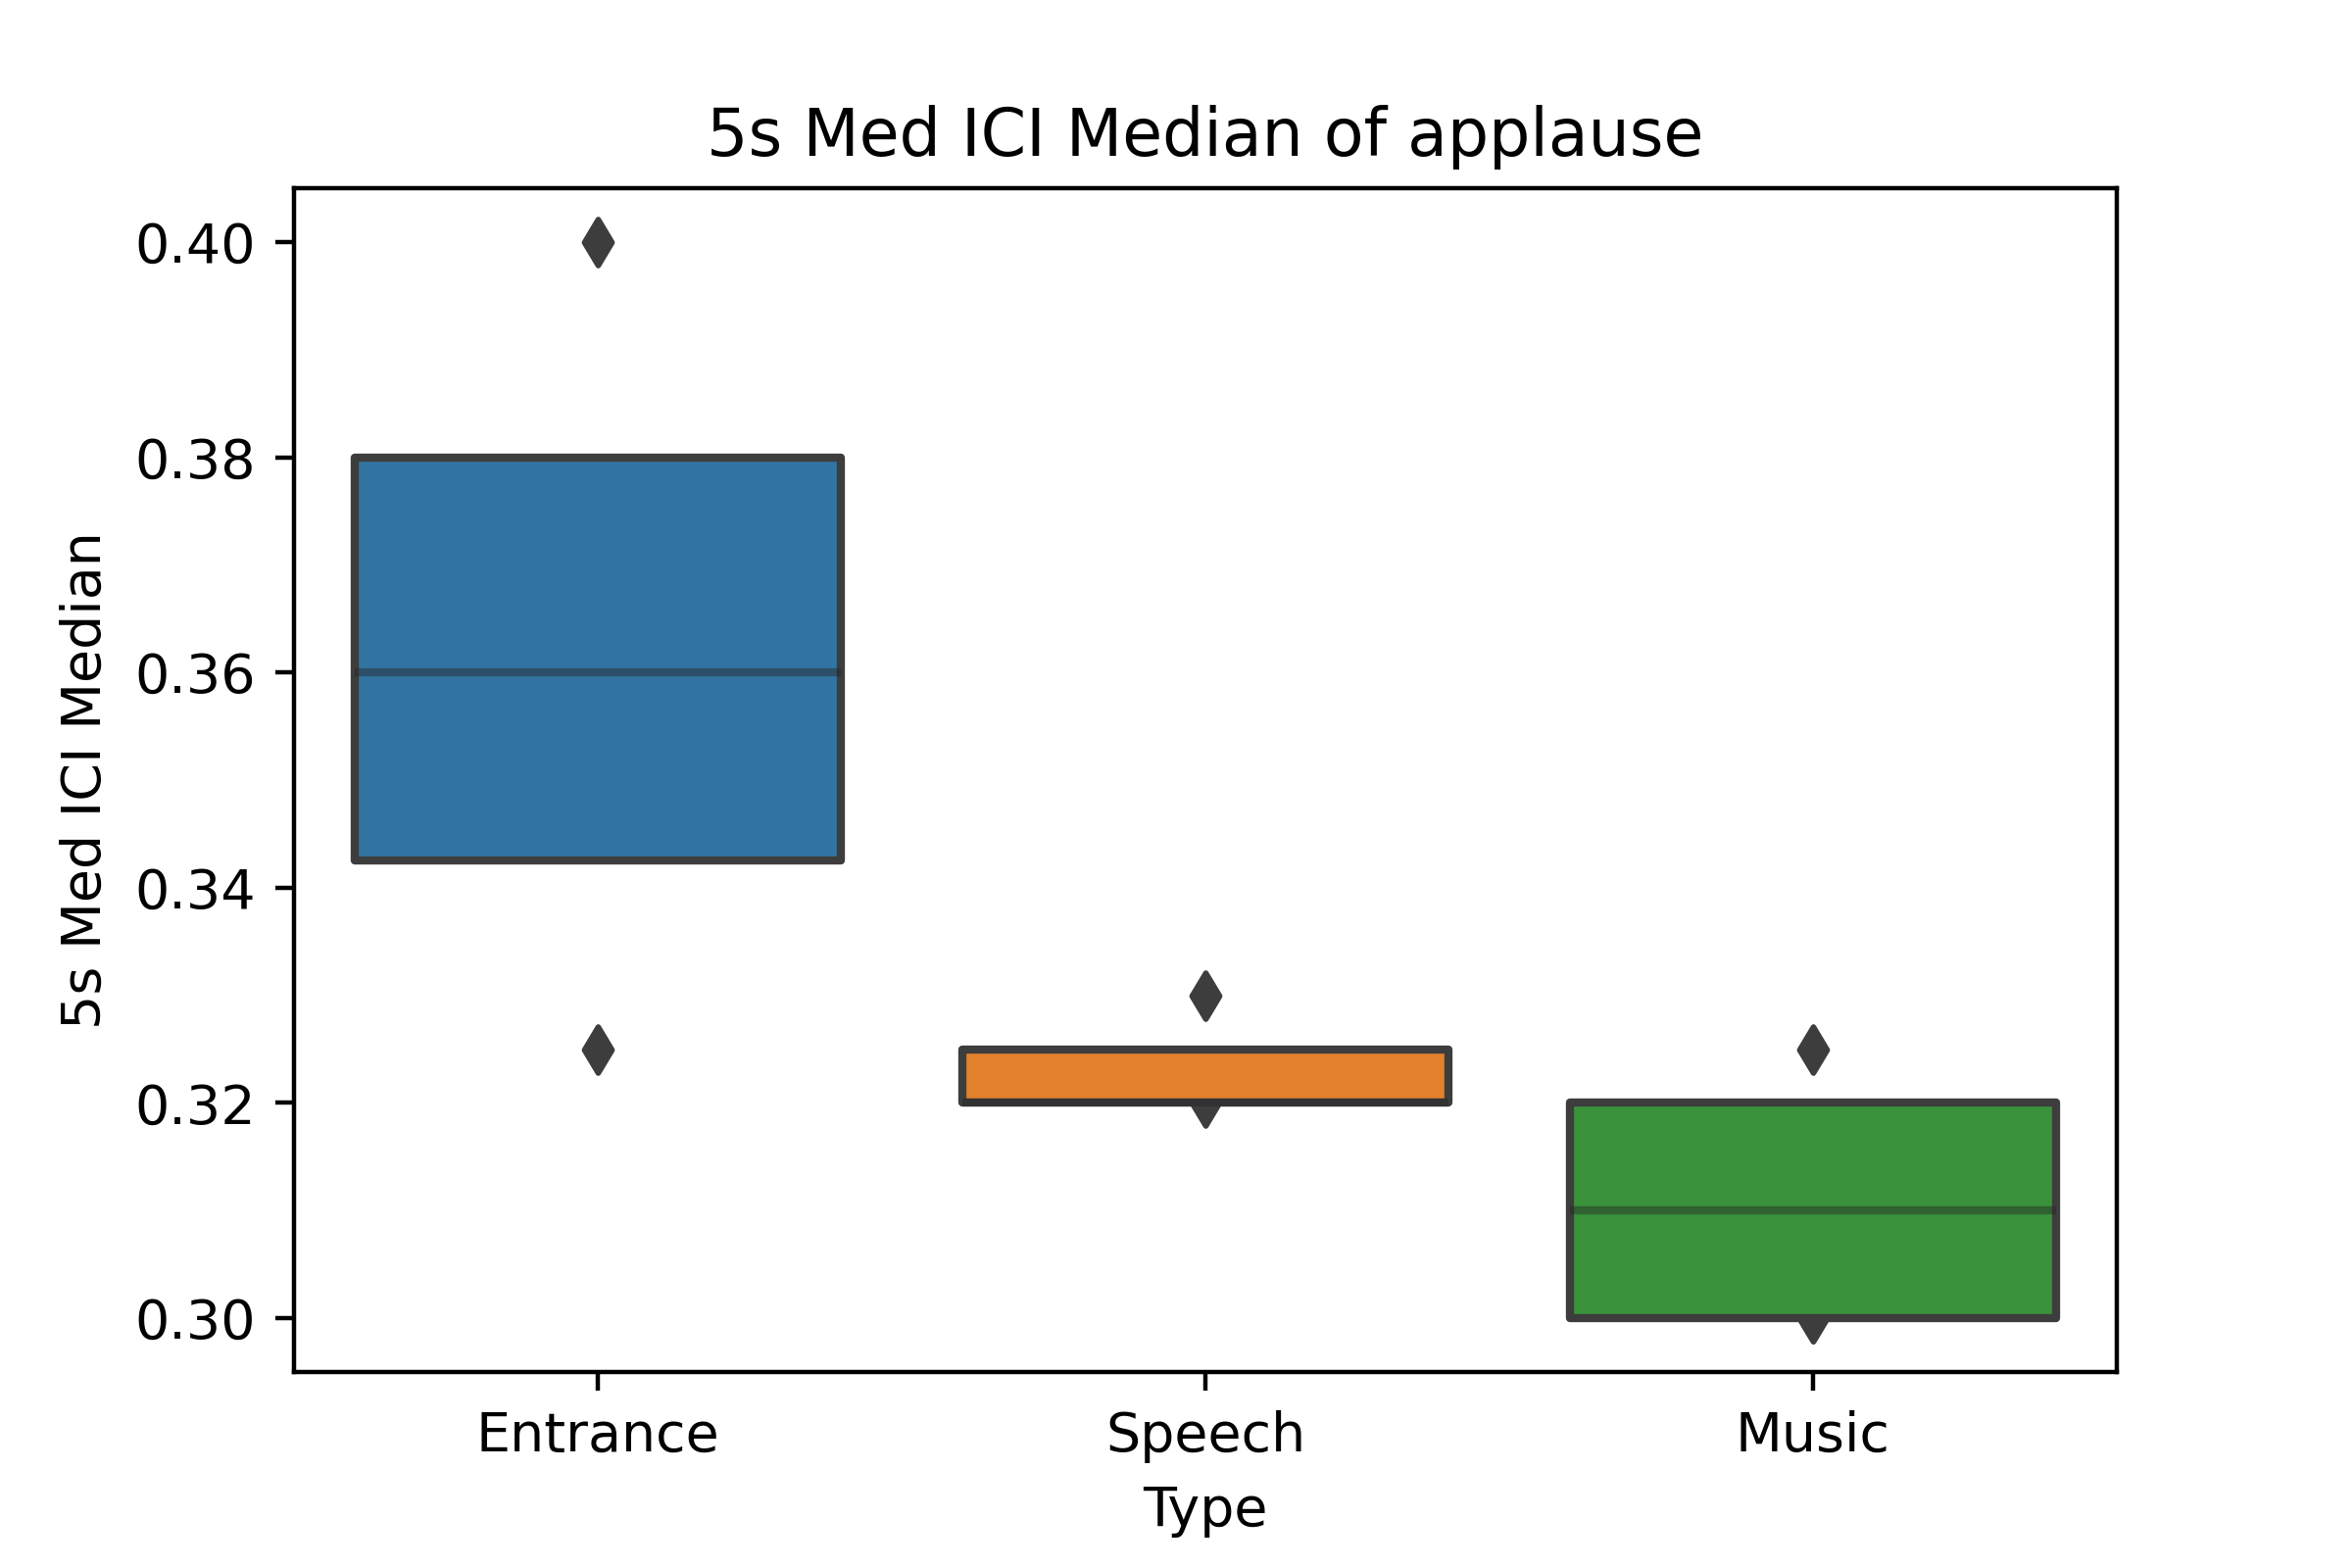 5s Med ICI Median of applause
5s Med ICI Median
0.40
0.38
0.36
0.34
0.32
0.30
Entrance
Speech
Music
Type